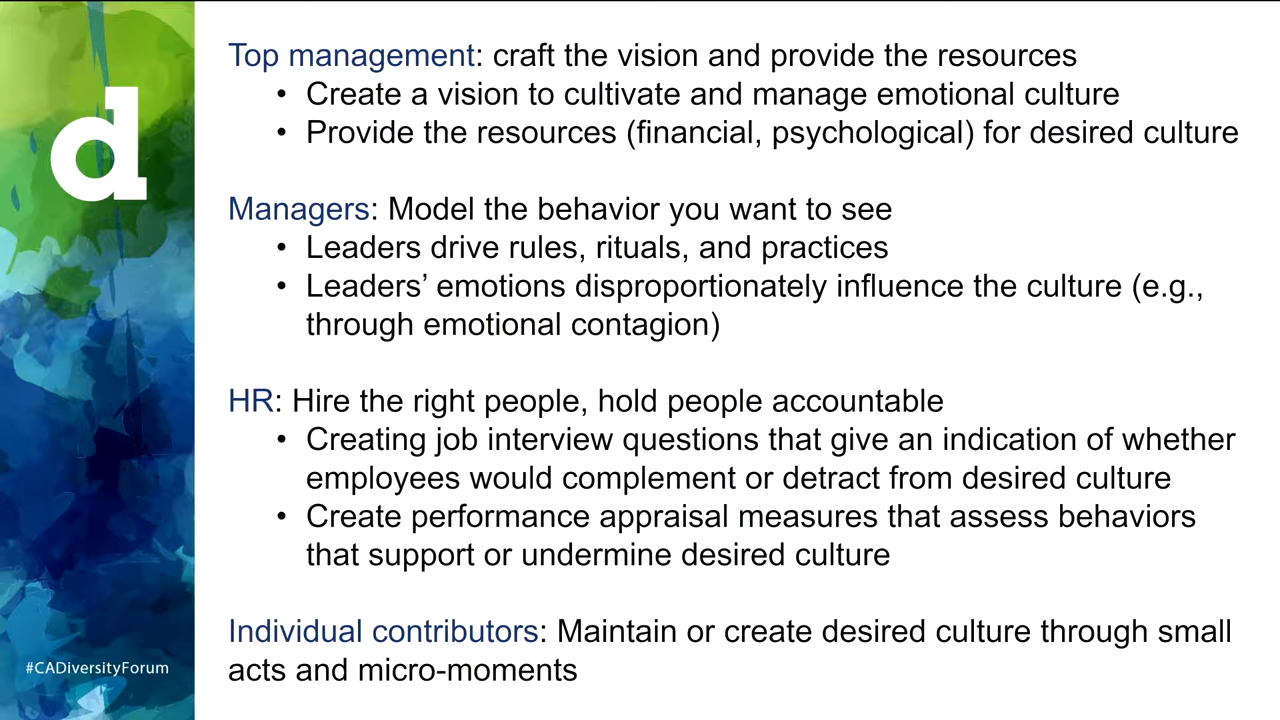 d
Top management: craft the vision and provide the resources
• Create a vision to cultivate and manage emotional culture
• Provide the resources (financial, psychological) for desired culture
Managers: Model the behavior you want to see
• Leaders drive rules, rituals, and practices
• Leaders’ emotions disproportionately influence the culture (e.g.,
through emotional contagion)
HR: Hire the right people, hold people accountable
• Creating job interview questions that give an indication of whether
employees would complement or detract from desired culture
• Create performance appraisal measures that assess behaviors
that support or undermine desired culture
Individual contributors: Maintain or create desired culture through small
acts and micro-moments
#CADiversityForum